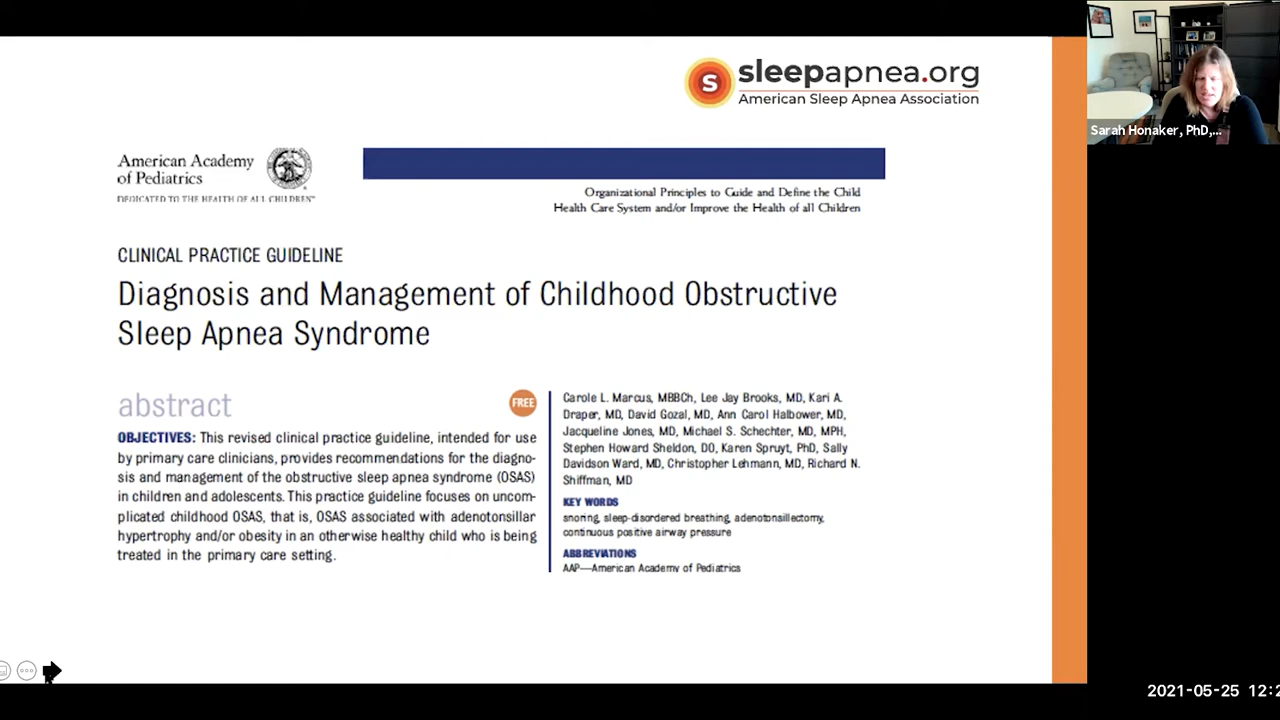 S sleepapnea.org
American Sleep Apnea Association
Sarah Honaker, PhD,...
American Academy
of Pediatrics
DEDICATED TO THE HEALTH OF ALL CHILDREN™
Organizational Principles to Guide and Define the Child
Health Care System and/or Improve the Health of all Children
CLINICAL PRACTICE GUIDELINE
Diagnosis and Management of Childhood Obstructive
Sleep Apnea Syndrome
abstract
FREE
OBJECTIVES: This revised clinical practice guideline, intended for use
by primary care clinicians, provides recommendations for the diagno-
sis and management of the obstructive sleep apnea syndrome (OSAS)
in children and adolescents. This practice guideline focuses on uncom-
plicated childhood OSAS, that is, OSAS associated with adenotonsillar
hypertrophy and/or obesity in an otherwise healthy child who is being
treated in the primary care setting.
Carole L. Marcus, MBBCh, Lee Jay Brooks, MD, Kari A.
Draper, MD, David Gozal, MD, Ann Carol Halbower, MD,
Jacqueline Jones, MD, Michael S. Schechter, MD, MPH,
Stephen Howard Sheldon, DO, Karen Spruyt, PhD, Sally
Davidson Ward, MD, Christopher Lehmann, MD, Richard N.
Shiffman, MD
KEY WORDS
snoring, sleep-disordered breathing, adenotonsillectomy,
continuous positive airway pressure
ABBREVIATIONS
AAP—American Academy of Pediatrics
2021-05-25 12:2